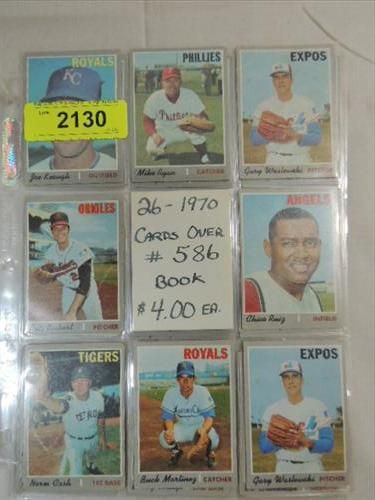 ROYALS
PHILLIES
EXPOS
2130
Joe Keough OUTFIELD
Mike Ryan CATCHER
Gary Waslewski PITCHER
ORIOLES
26-1970
CARDS OVER
# 586
BOOK
$4.00 EA.
ANGELS
PITCHER
Chico Ruiz INFIELD
TIGERS
ROYALS
EXPOS
Norm Cash 1ST BASE
Buck Martinez CATCHER
Gary Waslewski PITCHER